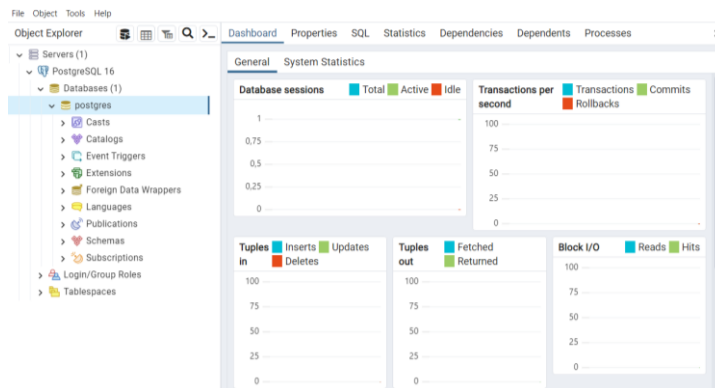 File Object Tools Help
Object Explorer
Dashboard Properties SQL Statistics Dependencies Dependents Processes
Servers (1)
PostgreSQL 16
Databases (1)
postgres
Casts
Catalogs
Event Triggers
Extensions
Foreign Data Wrappers
Languages
Publications
Schemas
Subscriptions
Login/Group Roles
Tablespaces
General System Statistics
Database sessions Total Active Idle
1
0,75
0,5
0,25
0
Transactions per second Transactions Commits
Rollbacks
100
75
50
25
0
Tuples in Inserts Updates
Deletes
100
75
50
25
0
Tuples out Fetched
Returned
100
75
50
25
0
Block I/O Reads Hits
100
75
50
25
0